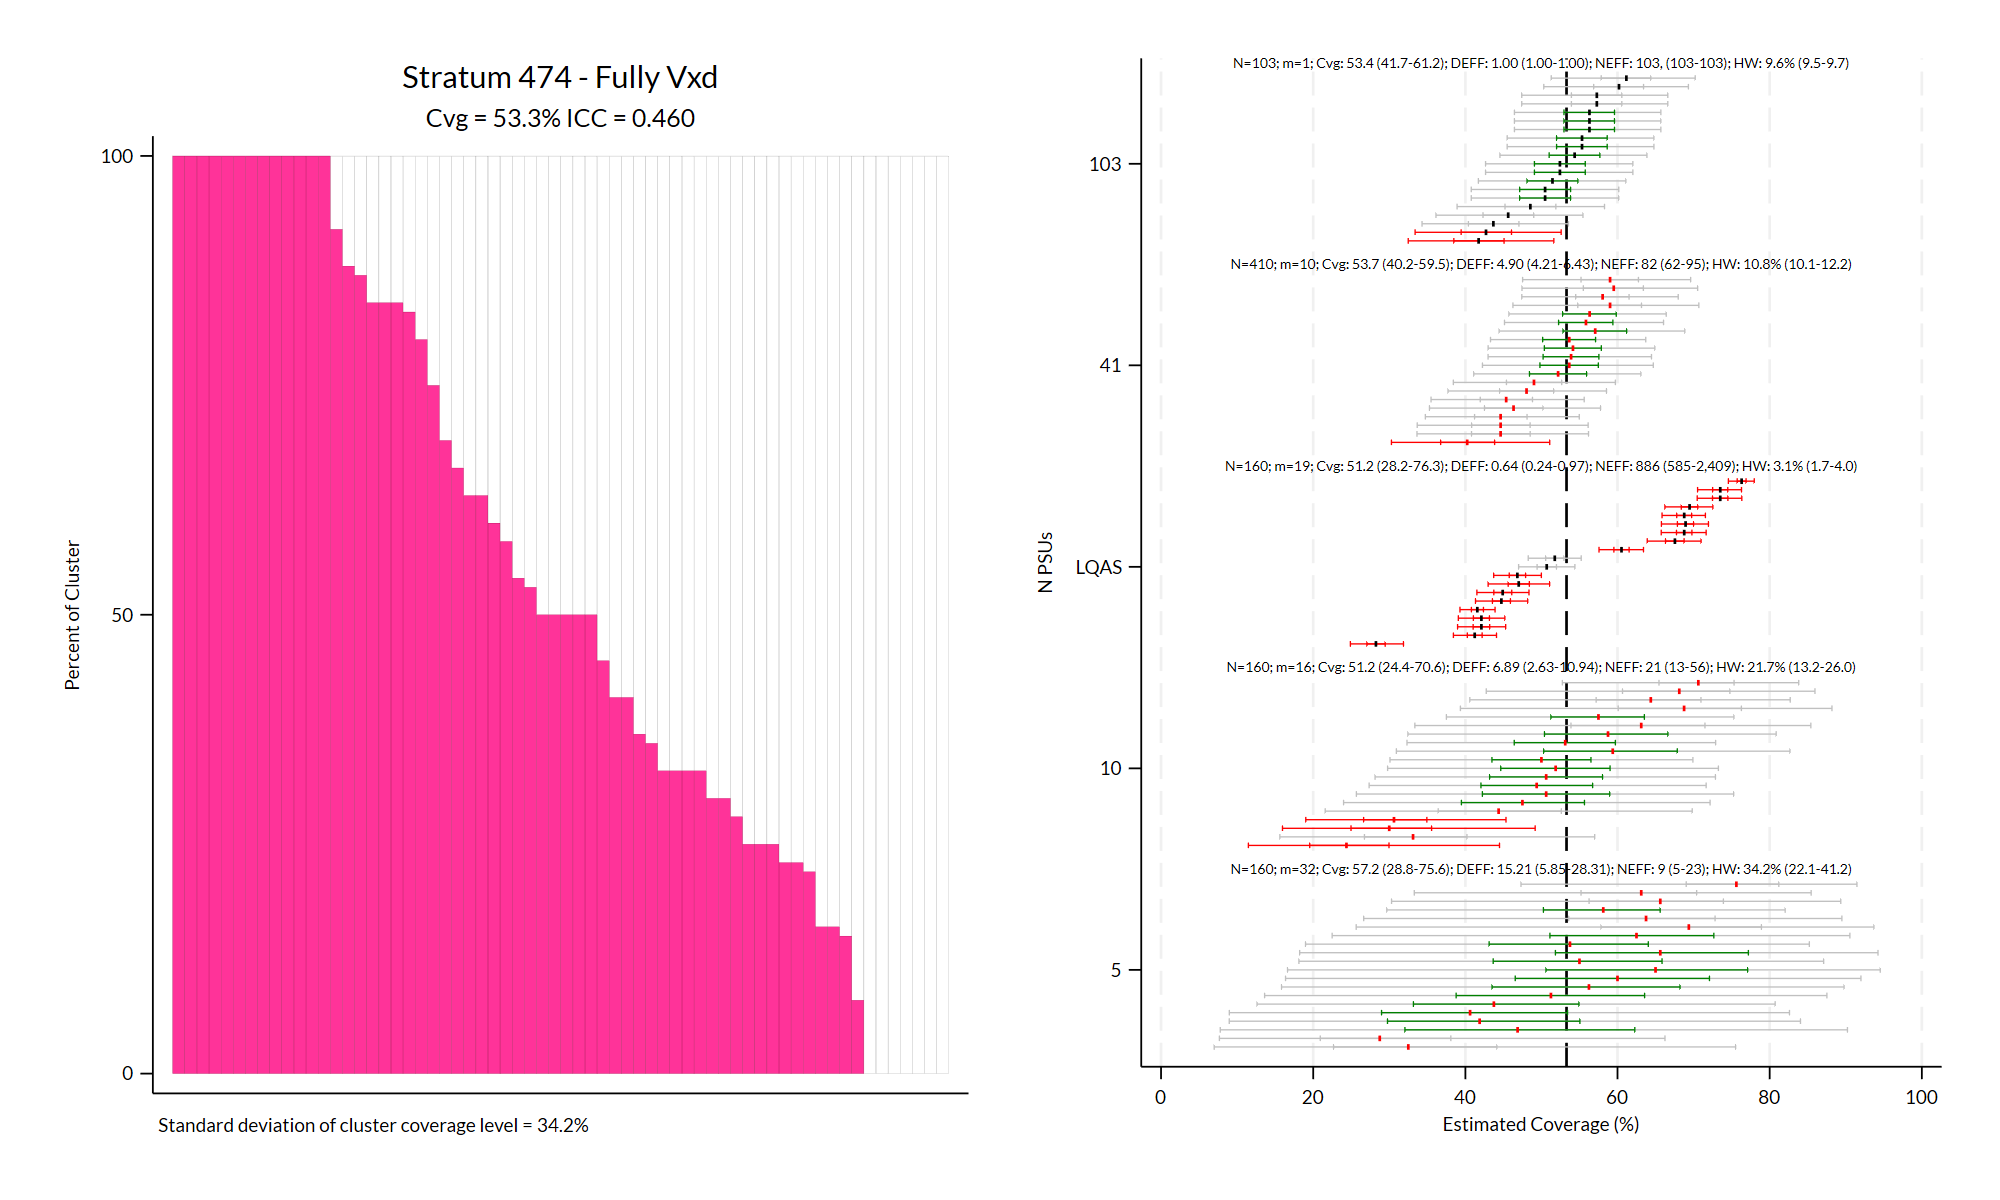 Stratum 474 - Fully Vxd
Cvg = 53.3% ICC = 0.460
100
50
0
Percent of Cluster
Standard deviation of cluster coverage level = 34.2%
N=103; m=1; Cvg: 53.4 (41.7-61.2); DEFF: 1.00 (1.00-1.00); NEFF: 103, (103-103); HW: 9.6% (9.5-9.7)
103
N=410; m=10; Cvg: 53.7 (40.2-59.5); DEFF: 4.90 (4.21-6.43); NEFF: 82 (62-95); HW: 10.8% (10.1-12.2)
41
N=160; m=19; Cvg: 51.2 (28.2-76.3); DEFF: 0.64 (0.24-0.97); NEFF: 886 (585-2,409); HW: 3.1% (1.7-4.0)
LQAS
N=160; m=16; Cvg: 51.2 (24.4-70.6); DEFF: 6.89 (2.63-10.94); NEFF: 21 (13-56); HW: 21.7% (13.2-26.0)
10
N=160; m=32; Cvg: 57.2 (28.8-75.6); DEFF: 15.21 (5.85-28.31); NEFF: 9 (5-23); HW: 34.2% (22.1-41.2)
5
N PSUs
0 20 40 60 80 100
Estimated Coverage (%)